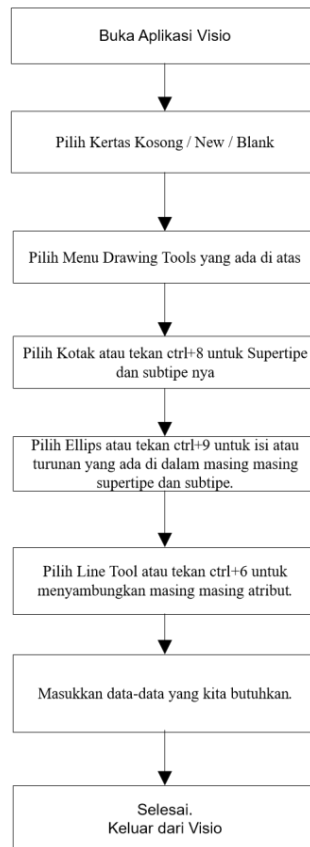 Buka Aplikasi Visio
Pilih Kertas Kosong / New / Blank
Pilih Menu Drawing Tools yang ada di atas
Pilih Kotak atau tekan ctrl+8 untuk Supertipe
dan subtipe nya
Pilih Ellips atau tekan ctrl+9 untuk isi atau
turunan yang ada di dalam masing masing
supertipe dan subtipe.
Pilih Line Tool atau tekan ctrl+6 untuk
menyambungkan masing masing atribut.
Masukkan data-data yang kita butuhkan.
Selesai.
Keluar dari Visio